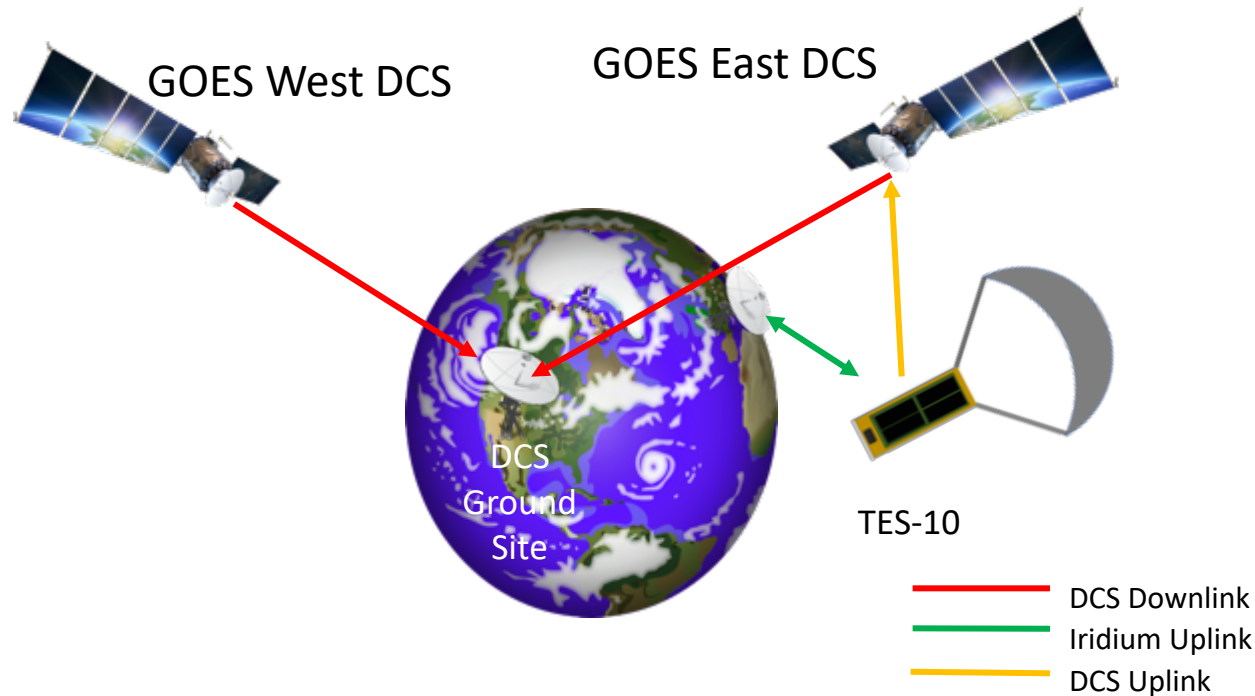 GOES West DCS
GOES East DCS
DCS
Ground
Site
TES-10
DCS Downlink
Iridium Uplink
DCS Uplink